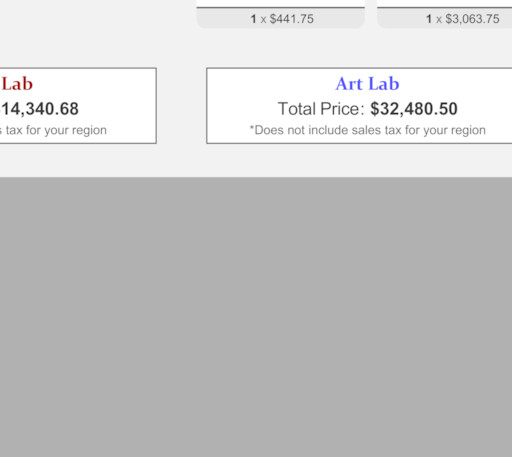 1 x $441.75
1 x $3,063.75
Lab
14,340.68
tax for your region
Art Lab
Total Price: $32,480.50
*Does not include sales tax for your region